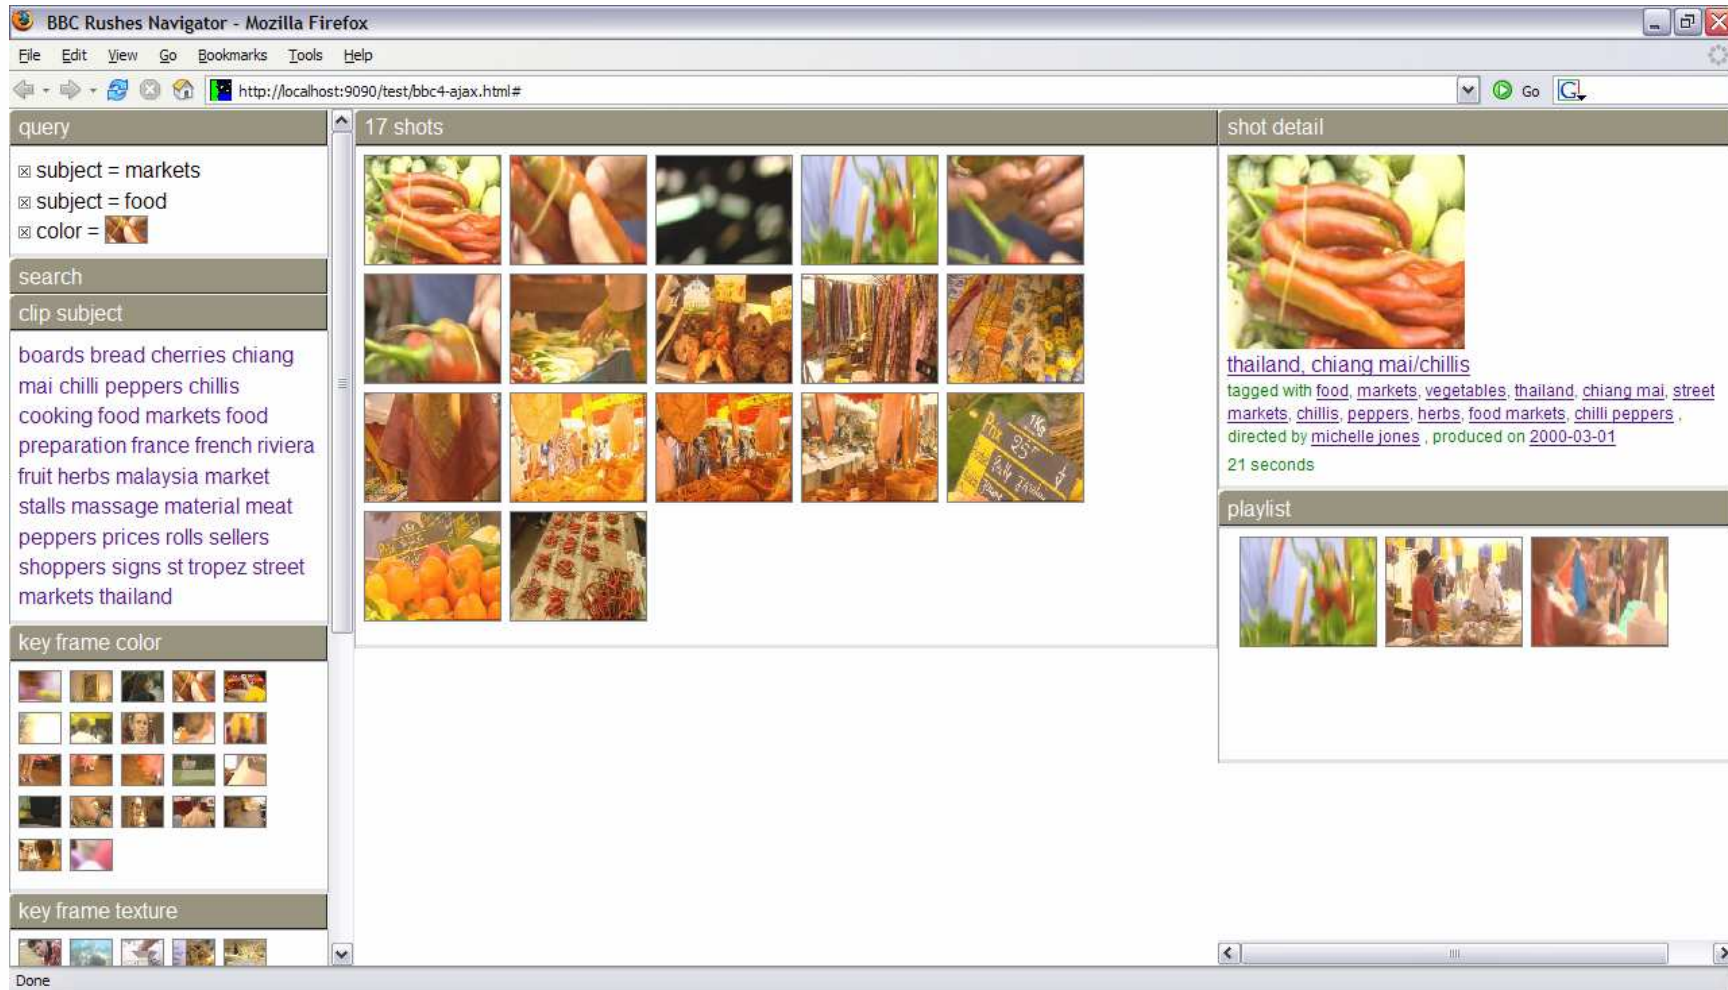 BBC Rushes Navigator - Mozilla Firefox
File Edit View Go Bookmarks Tools Help
http://localhost:9090/test/bbc4-ajax.html#
Go
G
query
subject = markets
subject = food
color =
search
clip subject
boards bread cherries chiang
mai chilli peppers chillis
cooking food markets food
preparation france french riviera
fruit herbs malaysia market
stalls massage material meat
peppers prices rolls sellers
shoppers signs st tropez street
markets thailand
key frame color
key frame texture
17 shots
1Kg
23
shot detail
thailand, chiang mai/chillis
tagged with food, markets, vegetables, thailand, chiang mai, street
markets, chillis, peppers, herbs, food markets, chilli peppers ,
directed by michelle jones , produced on 2000-03-01
21 seconds
playlist
Done